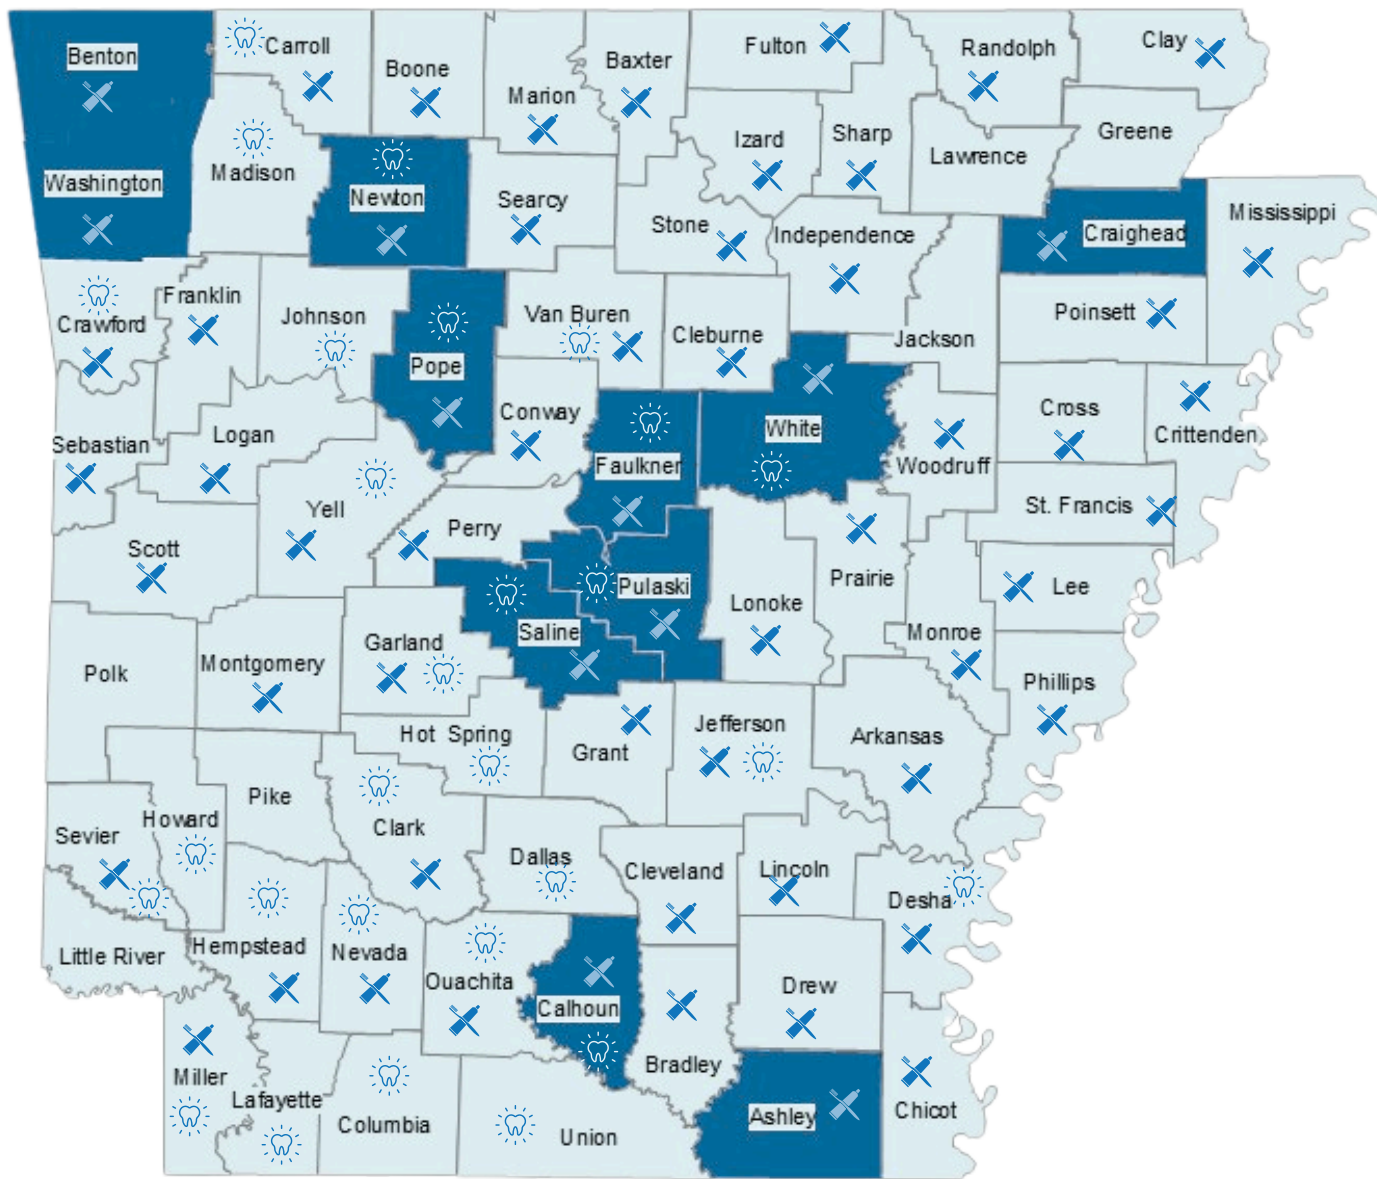 Benton
Carroll
Boone
Marion
Baxter
Fulton
Randolph
Clay
Izard
Sharp
Lawrence
Greene
Washington
Madison
Newton
Searcy
Stone
Independence
Craighead
Mississippi
Crawford
Franklin
Johnson
Pope
Van Buren
Cleburne
Jackson
Poinsett
Sebastian
Logan
Conway
Faulkner
White
Woodruff
Cross
Crittenden
Scott
Yell
Perry
Pulaski
Saline
Lonoke
Prairie
St. Francis
Lee
Monroe
Phillips
Polk
Montgomery
Garland
Hot Spring
Grant
Jefferson
Arkansas
Sevier
Howard
Pike
Clark
Dallas
Cleveland
Lincoln
Desha
Little River
Hempstead
Nevada
Ouachita
Calhoun
Bradley
Drew
Miller
Lafayette
Columbia
Union
Ashley
Chicot